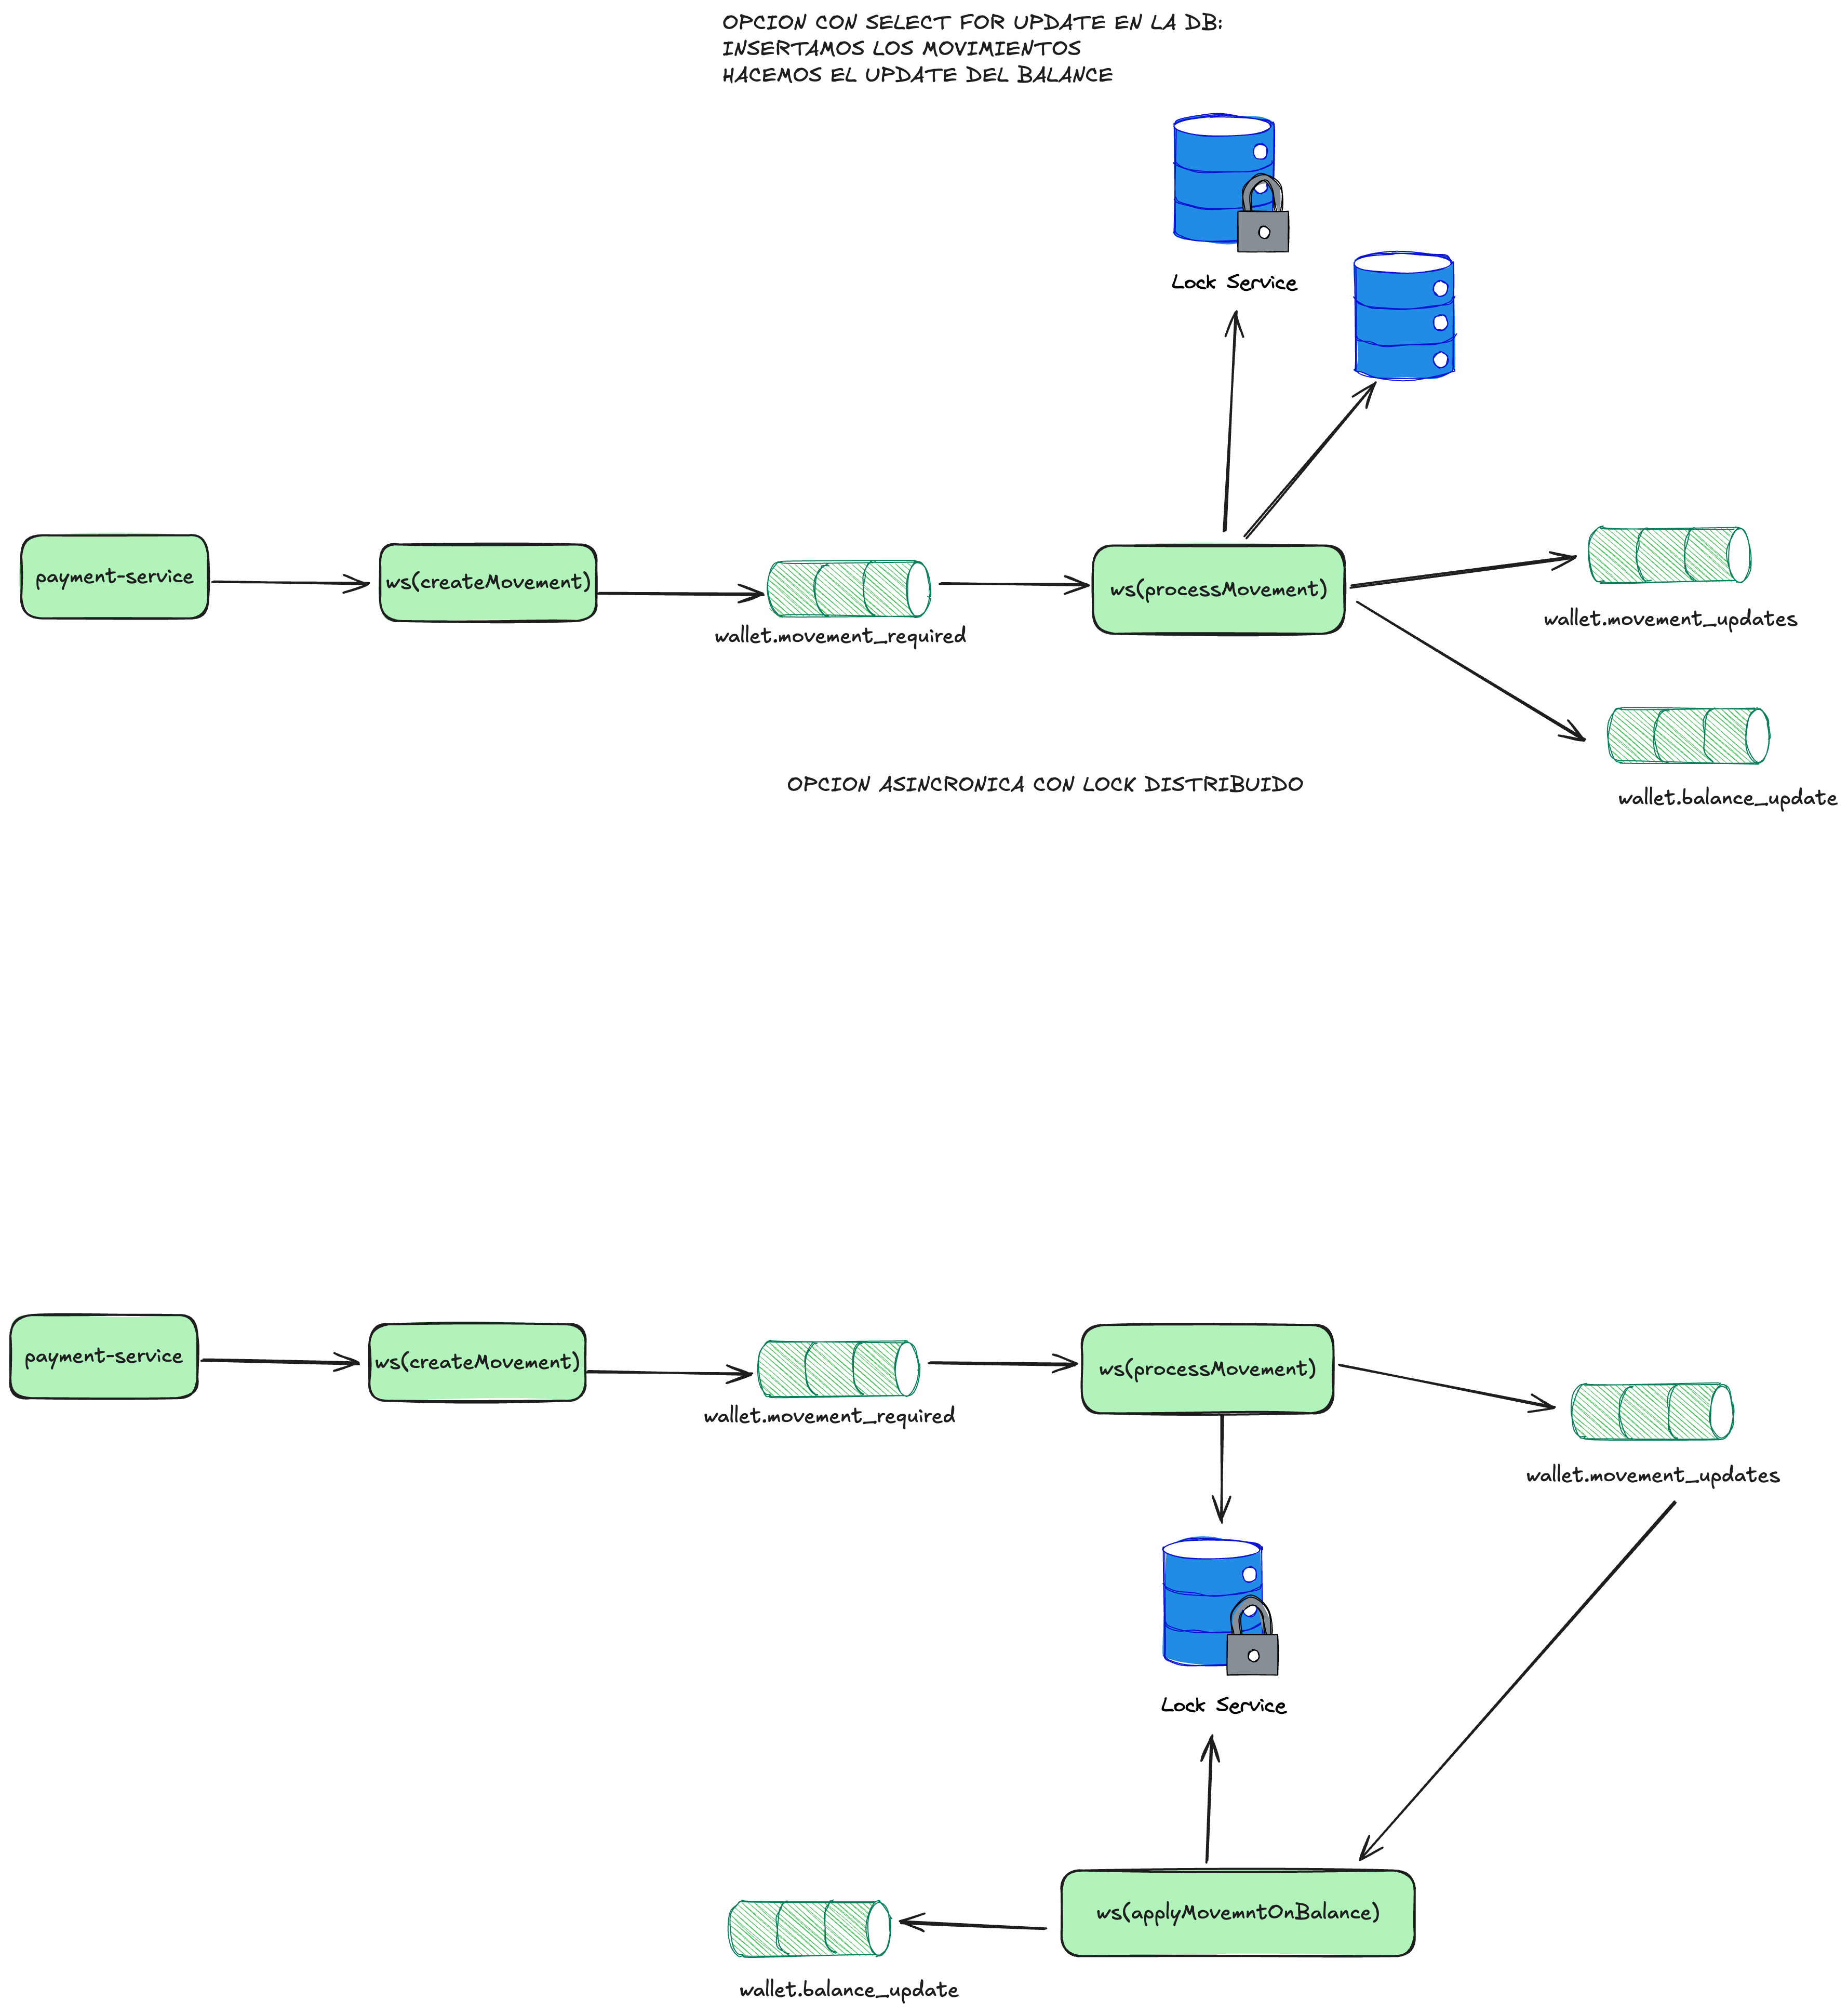 OPCION CON SELECT FOR UPDATE EN LA DB:
INSERTAMOS LOS MOVIMIENTOS
HACEMOS EL UPDATE DEL BALANCE
Lock Service
payment-service
ws(createMovement)
wallet.movement_required
ws(processMovement)
wallet.movement_updates
wallet.balance_update
OPCION ASINCRONICA CON LOCK DISTRIBUIDO
payment-service
ws(createMovement)
wallet.movement_required
ws(processMovement)
wallet.movement_updates
Lock Service
ws(applyMovemntOnBalance)
wallet.balance_update